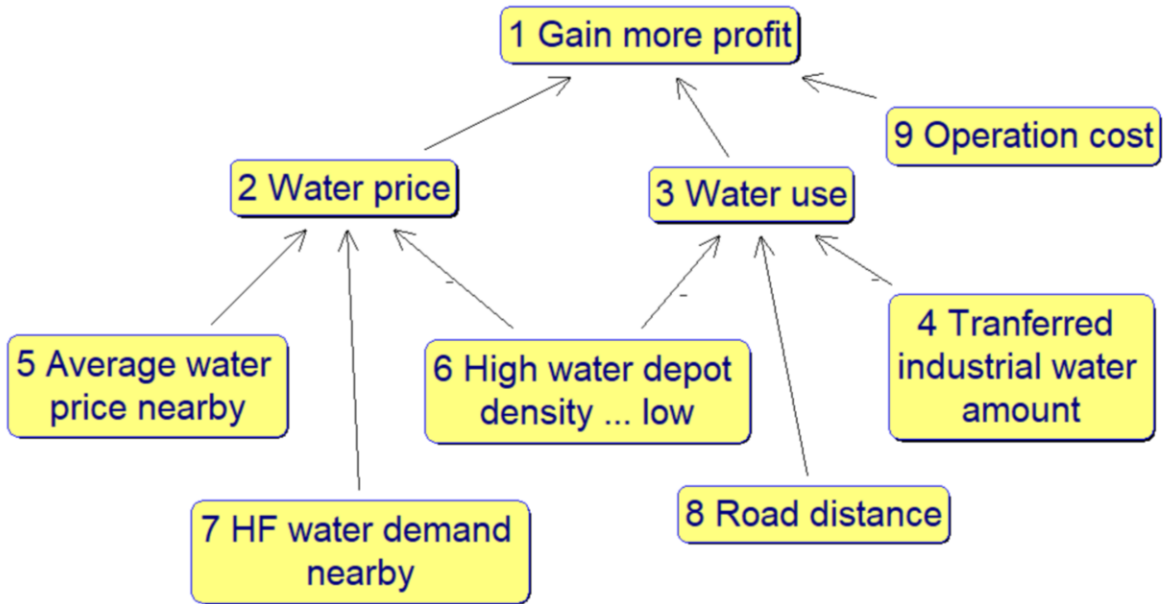 1 Gain more profit
9 Operation cost
2 Water price
3 Water use
-
-
-
5 Average water
price nearby
6 High water depot
density ... low
4 Tranferred
industrial water
amount
7 HF water demand
nearby
8 Road distance